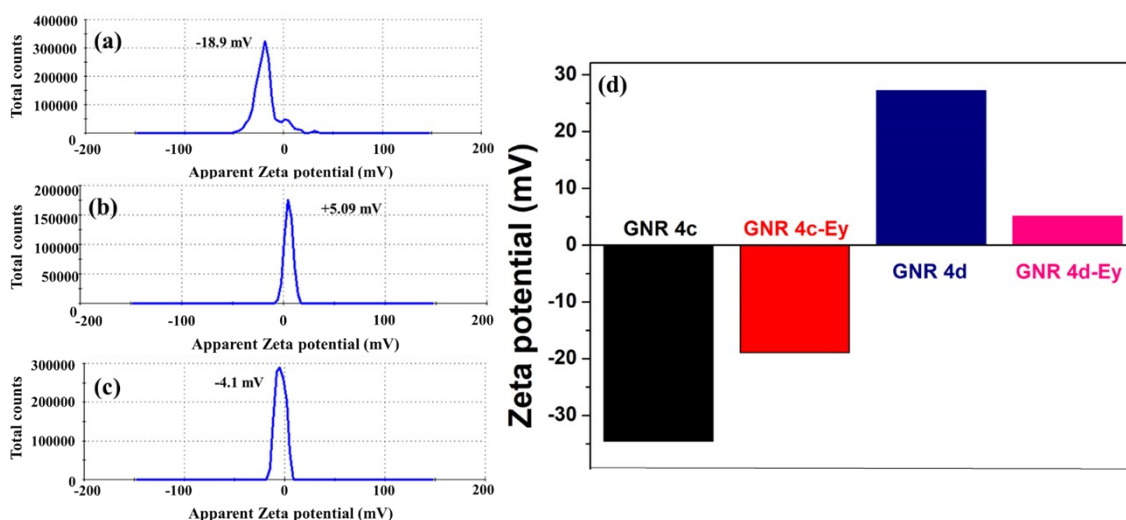 (a)
-18.9 mV
Total counts
400000
300000
200000
100000
0
-200
-100
0
100
200
Apparent Zeta potential (mV)
(b)
+5.09 mV
Total counts
200000
150000
100000
50000
0
-200
-100
0
100
200
Apparent Zeta potential (mV)
(c)
-4.1 mV
Total counts
300000
200000
100000
0
-200
-100
0
100
200
Apparent Zeta potential (mV)
(d)
Zeta potential (mV)
30
20
10
0
-10
-20
-30
GNR 4c
GNR 4c-Ey
GNR 4d
GNR 4d-Ey